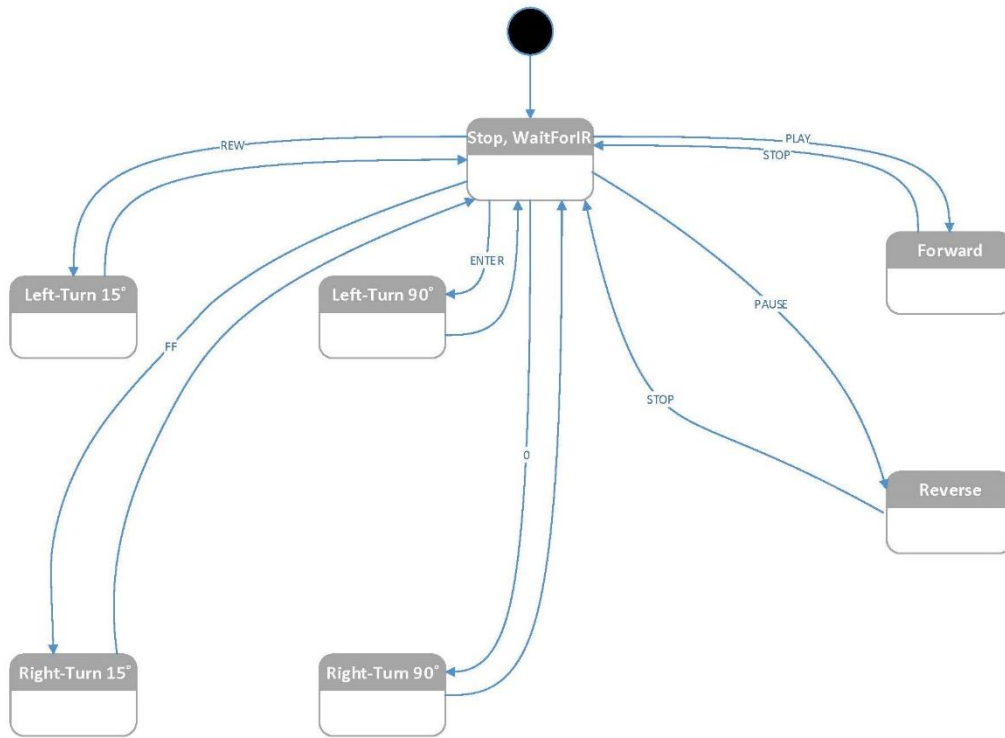 Stop, WaitForIR
REW
PLAY
STOP
Forward
ENTER
Left-Turn 15°
Left-Turn 90°
PAUSE
FF
STOP
0
Reverse
Right-Turn 15°
Right-Turn 90°